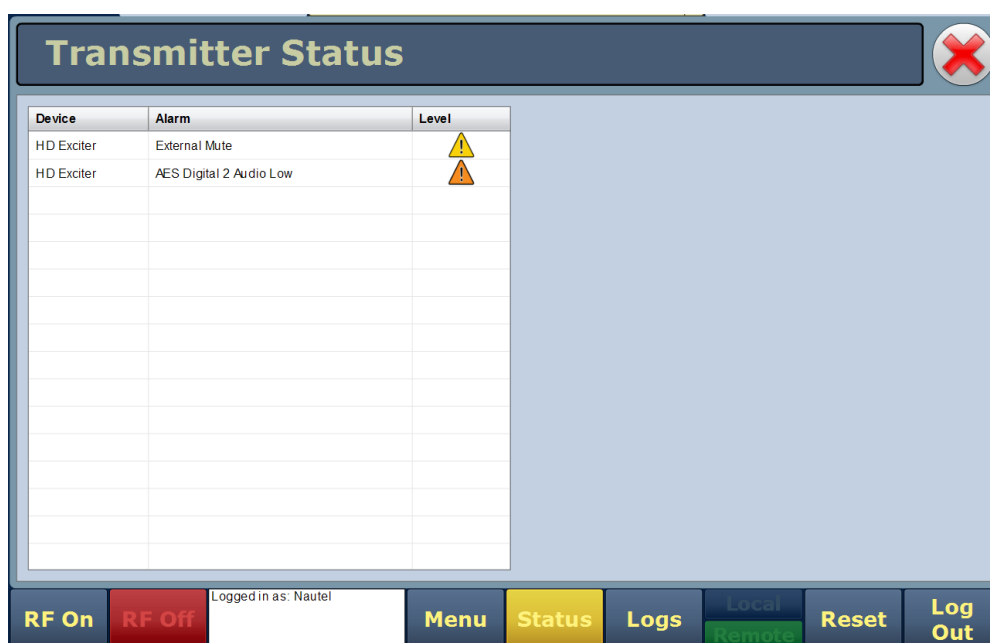 Transmitter Status
Device Alarm Level
HD Exciter External Mute
HD Exciter AES Digital 2 Audio Low
Logged in as: Nautel
RF On RF Off Menu Status Logs Local Remote Reset Log Out